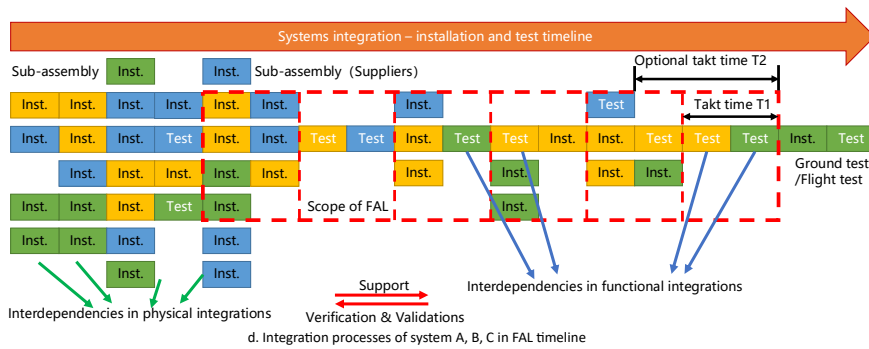 Systems integration – installation and test timeline
Optional takt time T2
Sub-assembly Inst. Inst. Sub-assembly (Suppliers)
Inst. Inst. Inst. Inst. Inst. Inst. Inst. Test Takt time T1
Inst. Inst. Inst. Test Inst. Inst. Test Test Inst. Test Test Inst. Inst. Test Test Test Inst. Test
Inst. Inst. Inst. Inst. Inst. Inst. Inst. Inst. Inst. Ground test
/Flight test
Inst. Inst. Inst. Test Inst. Scope of FAL Inst.
Inst. Inst. Inst. Inst.
Inst. Inst.
Support
Interdependencies in functional integrations
Interdependencies in physical integrations
Verification & Validations
d. Integration processes of system A, B, C in FAL timeline